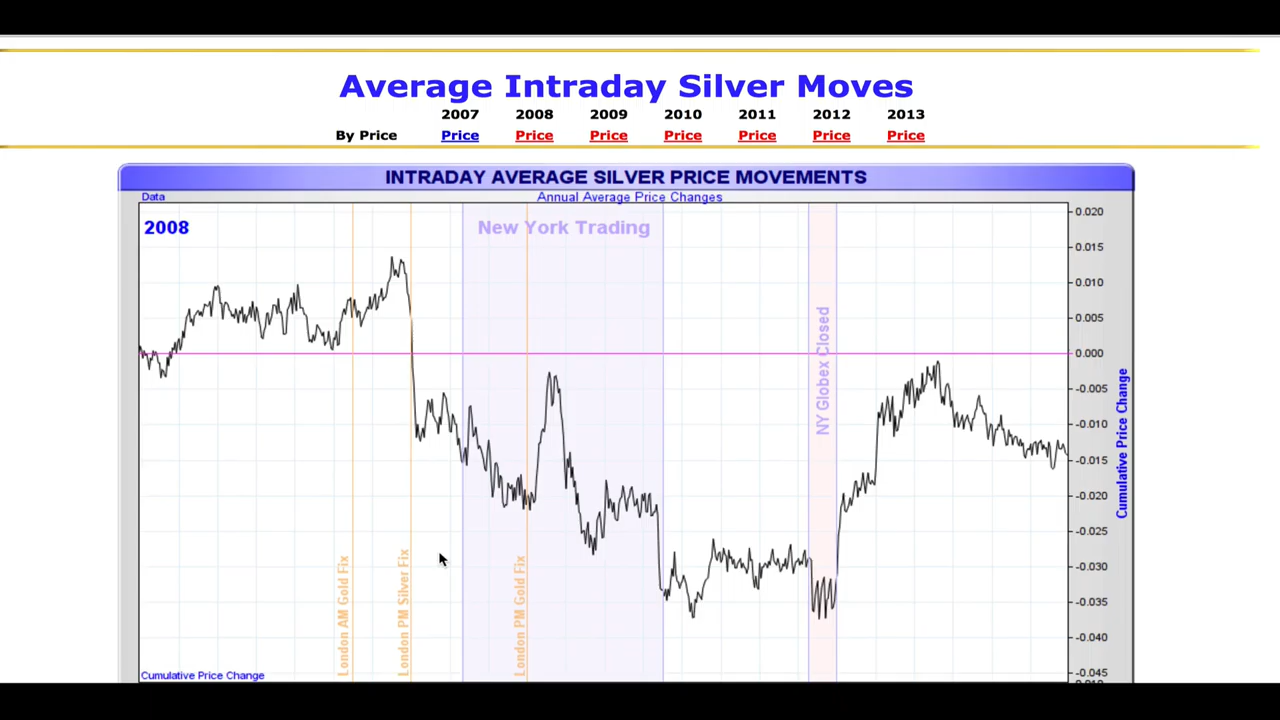 Average Intraday Silver Moves
2007 2008 2009 2010 2011 2012 2013
By Price Price Price Price Price Price Price Price
INTRADAY AVERAGE SILVER PRICE MOVEMENTS
Data
Annual Average Price Changes
2008
New York Trading
0.020
0.015
0.010
0.005
0.000
-0.005
-0.010
-0.015
-0.020
-0.025
-0.030
-0.035
-0.040
-0.045
Cumulative Price Change
NY Globex Closed
London AM Gold Fix
London PM Silver Fix
London PM Gold Fix
Cumulative Price Change